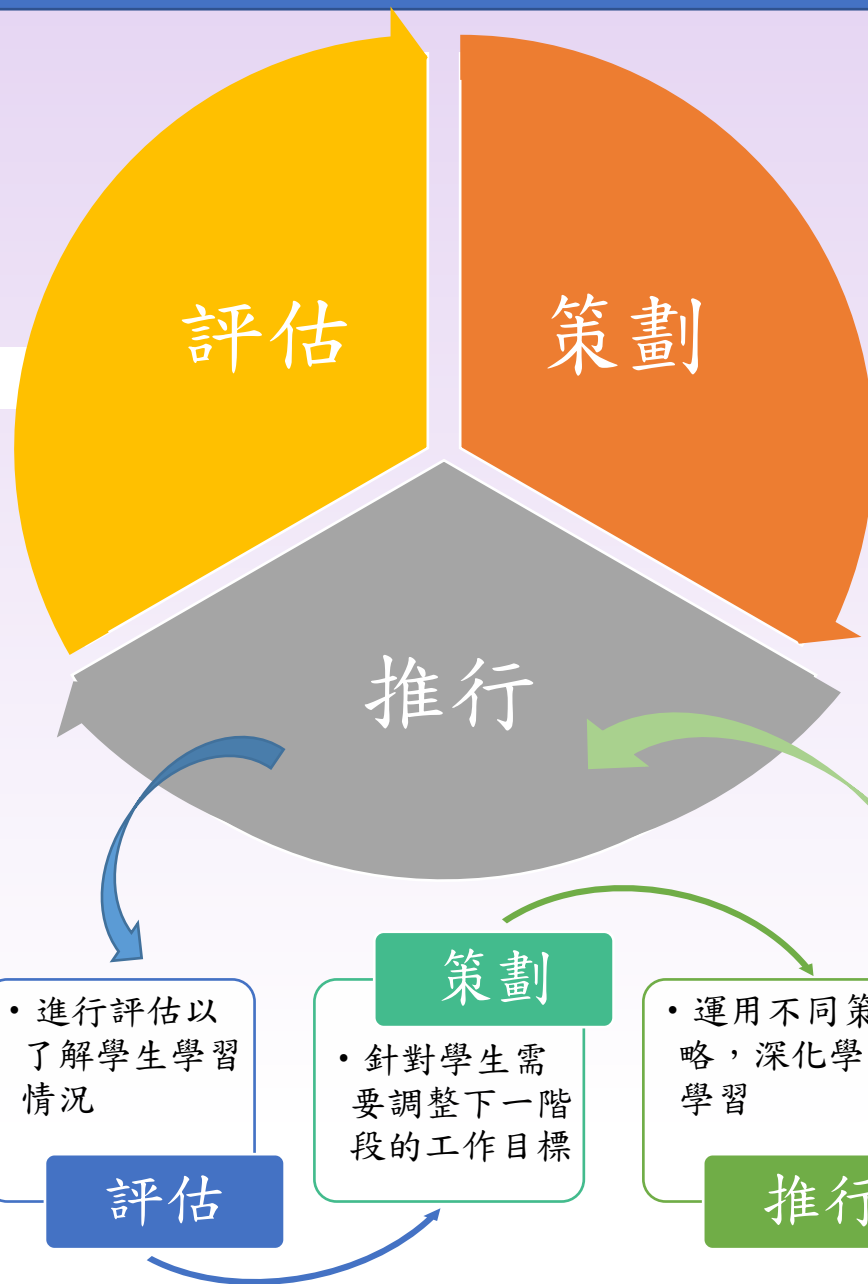 評估
策劃
推行
• 進行評估以
了解學生學習
情況
評估
策劃
• 針對學生需
要調整下一階
段的工作目標
• 運用不同策
略，深化學
學習
推行